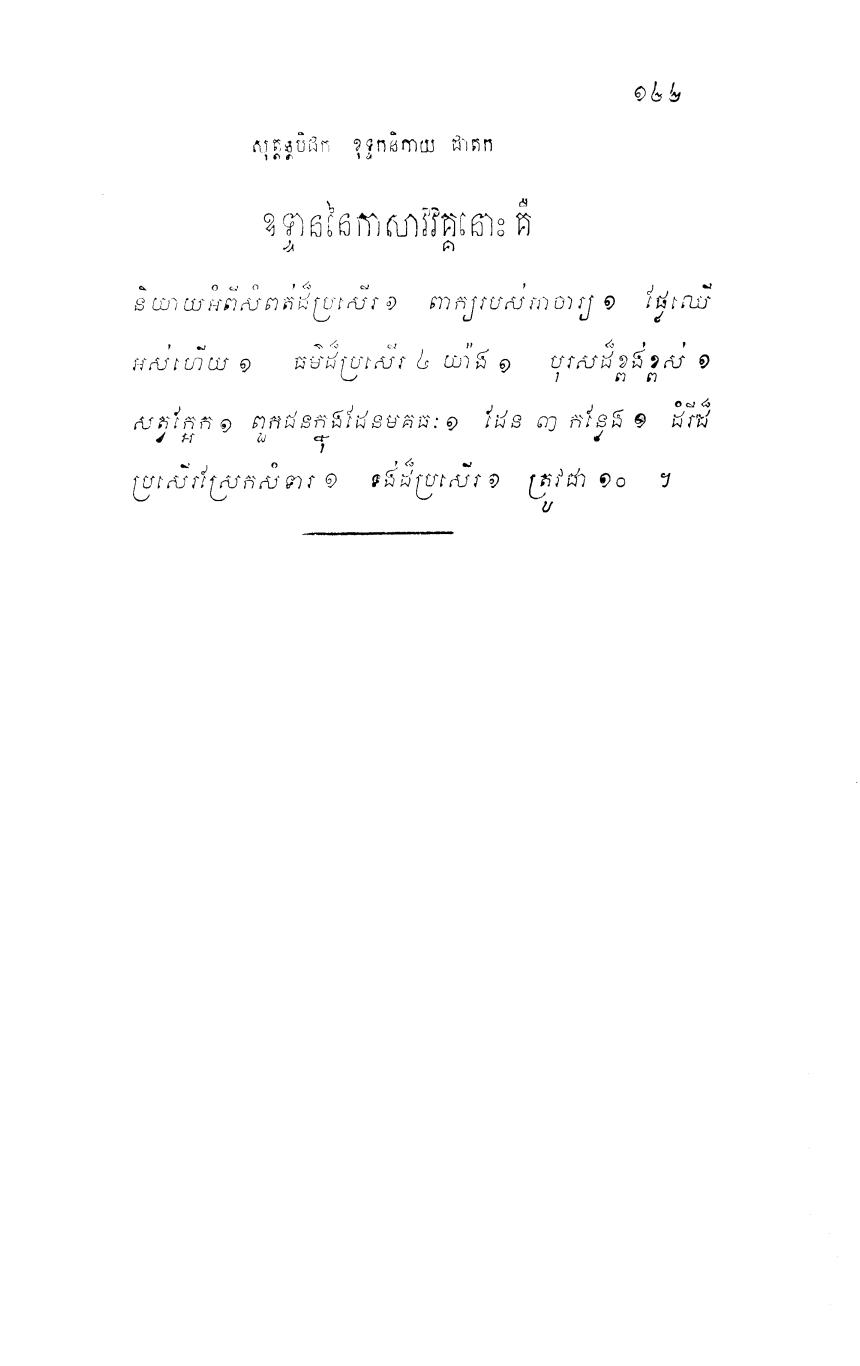 ១៤៤
សុត្តន្តបិដក ខុទ្ទកនិកាយ ជាតក
ឧទ្ទាននៃកាសាវវគ្គនោះ គឺ
និយាយអំពីសំពត់ដ៏ប្រសើរ ១ ពាក្យរបស់អាចារ្យ ១ ផ្លែឈើ
អស់ហើយ ១ ធម៌ដ៏ប្រសើរ ៤ យ៉ាង ១ បុរសដ៏ខ្ពង់ខ្ពស់ ១
សត្វក្អែក ១ ពួកជនក្នុងដែនមគធៈ ១ ដែន ៣ កន្លែង ១ ដំរីដ៏
ប្រសើរស្រែកសំទារ ១ ទង់ដ៏ប្រសើរ ១ ត្រូវជា ១០ ។